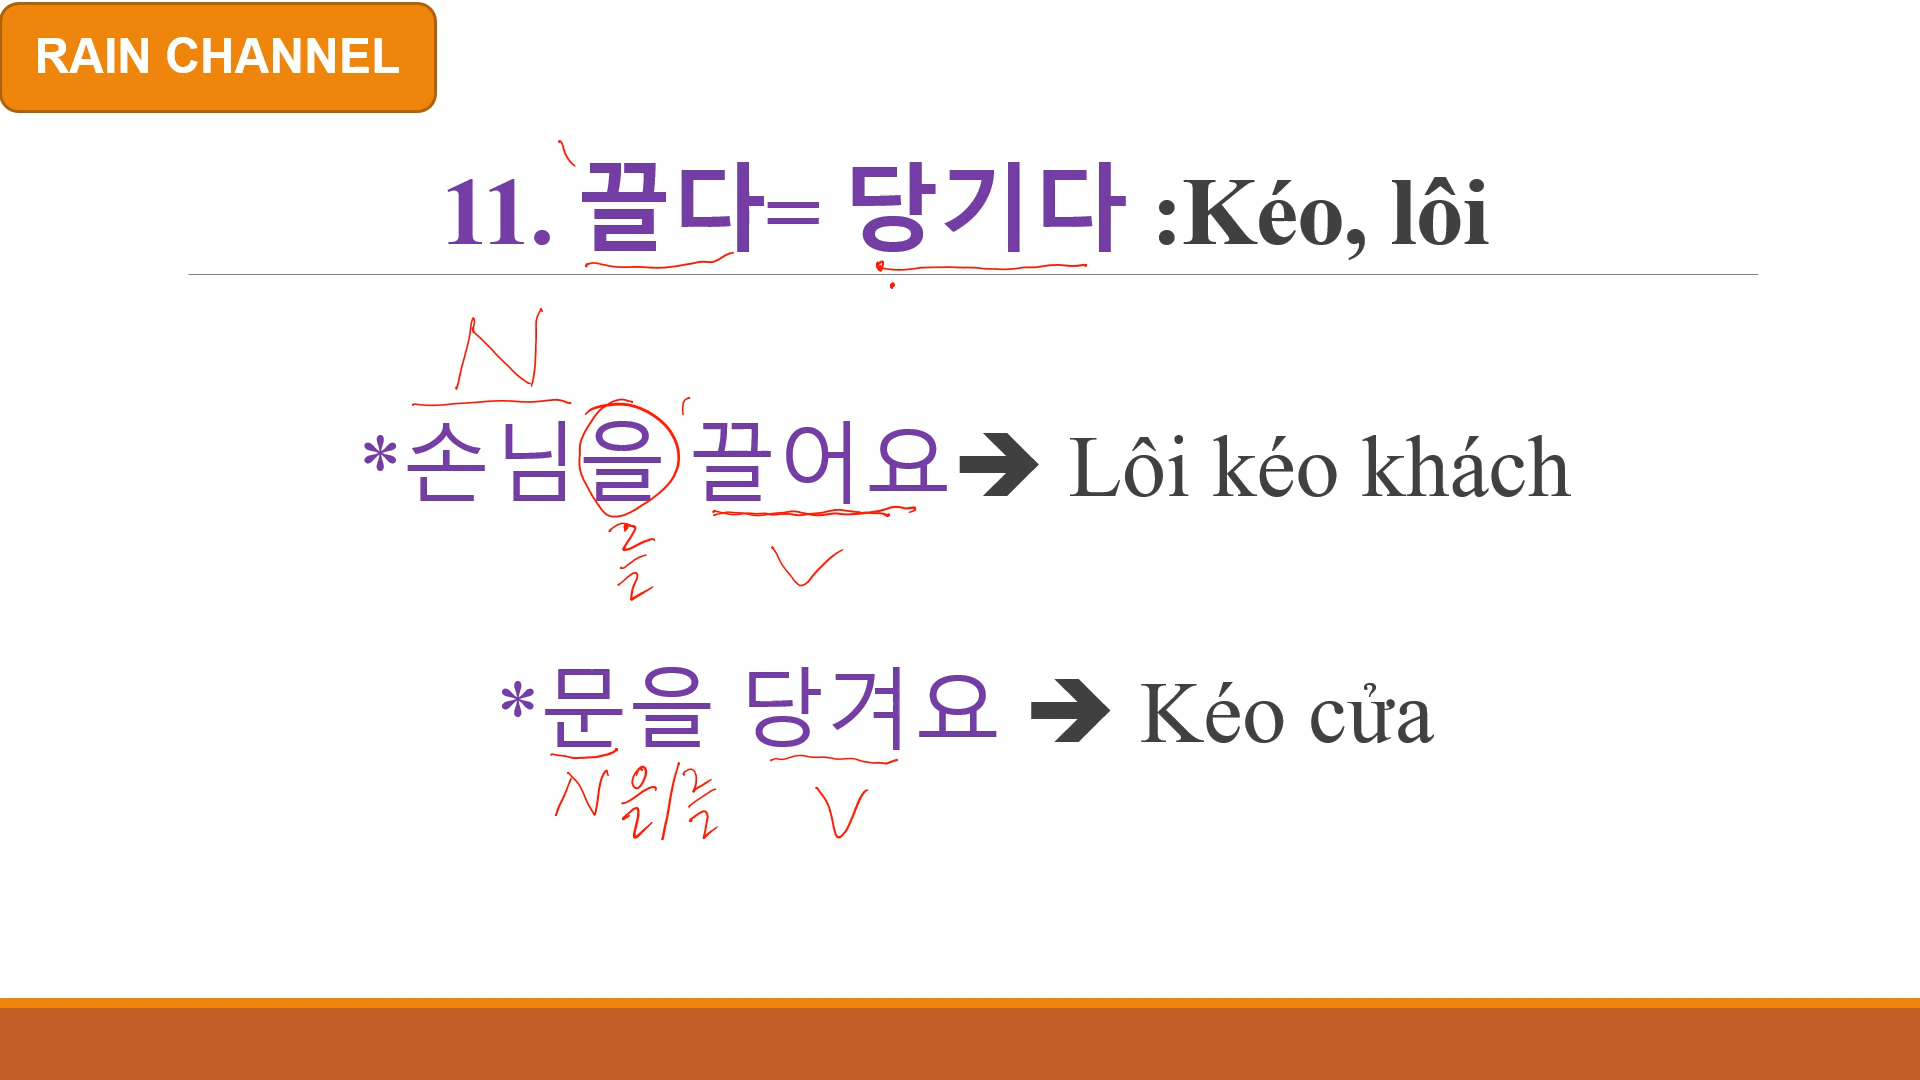 RAIN CHANNEL
11. 끌다= 당기다 :Kéo, lôi
N
*손님을 끌어요➔ Lôi kéo khách
를
V
*문을 당겨요 ➔ Kéo cửa
N 을/를
V